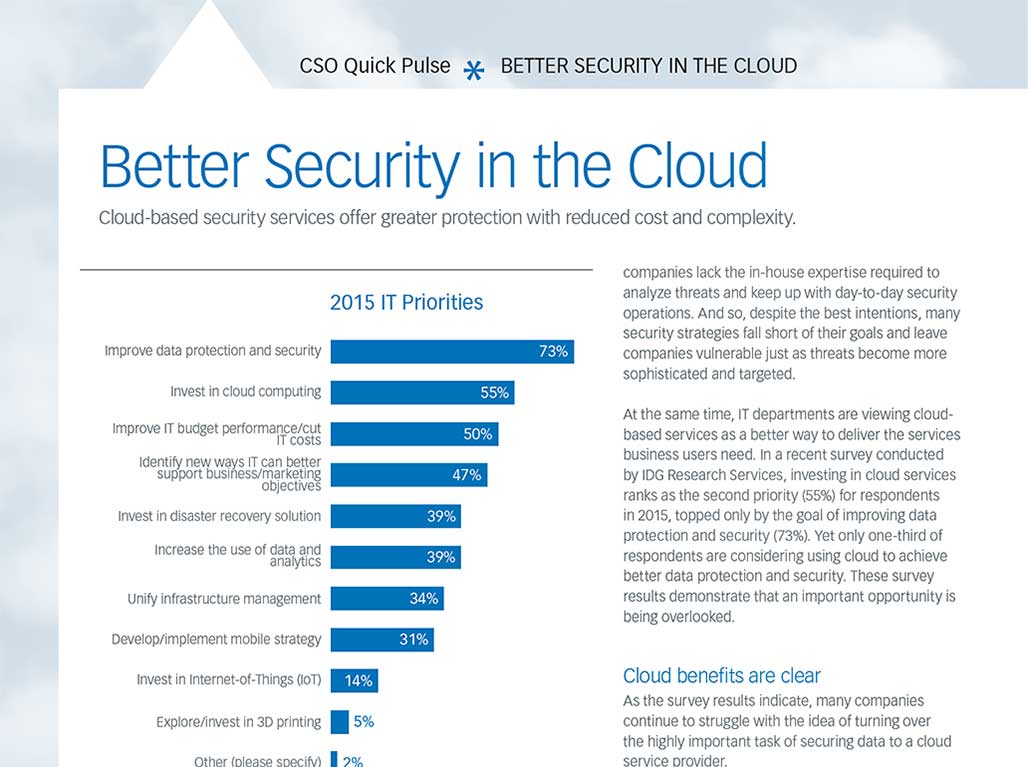 CSO Quick Pulse * BETTER SECURITY IN THE CLOUD
Better Security in the Cloud
Cloud-based security services offer greater protection with reduced cost and complexity.
2015 IT Priorities
Improve data protection and security 73%
Invest in cloud computing 55%
Improve IT budget performance/cut
IT costs
50%
Identify new ways IT can better
support business/marketing
objectives
47%
Invest in disaster recovery solution 39%
Increase the use of data and
analytics
39%
Unify infrastructure management 34%
Develop/implement mobile strategy 31%
Invest in Internet-of-Things (IoT) 14%
Explore/invest in 3D printing 5%
Other (please specify) 2%
companies lack the in-house expertise required to
analyze threats and keep up with day-to-day security
operations. And so, despite the best intentions, many
security strategies fall short of their goals and leave
companies vulnerable just as threats become more
sophisticated and targeted.
At the same time, IT departments are viewing cloud-
based services as a better way to deliver the services
business users need. In a recent survey conducted
by IDG Research Services, investing in cloud services
ranks as the second priority (55%) for respondents
in 2015, topped only by the goal of improving data
protection and security (73%). Yet only one-third of
respondents are considering using cloud to achieve
better data protection and security. These survey
results demonstrate that an important opportunity is
being overlooked.
Cloud benefits are clear
As the survey results indicate, many companies
continue to struggle with the idea of turning over
the highly important task of securing data to a cloud
service provider.